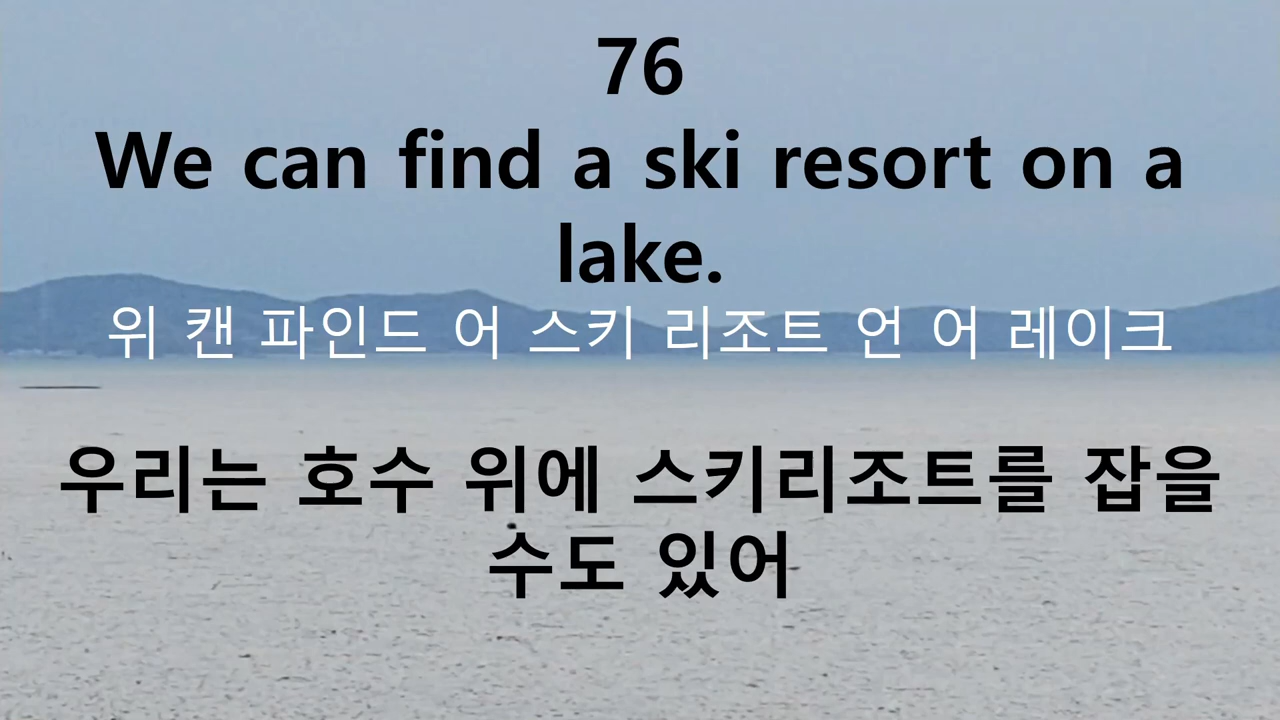 76
We can find a ski resort on a
lake.
위 캔 파인드 어 스키 리조트 언 어 레이크
우리는 호수 위에 스키리조트를 잡을
수도 있어